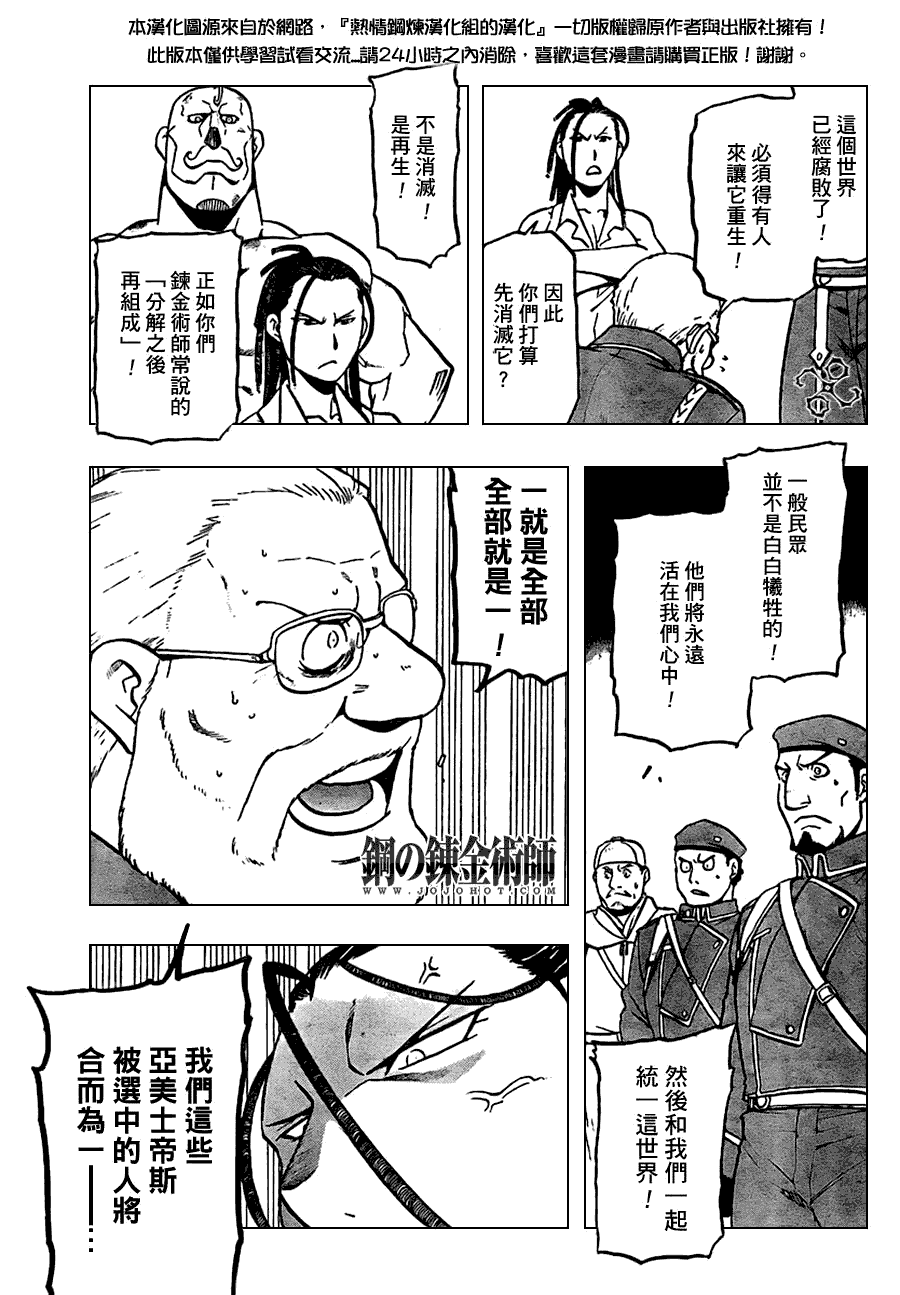 本漢化圖源來自於網路，『熱情鋼煉漢化組的漢化』一切版權歸原作者與出版社擁有！
此版本僅供學習試看交流...請24小時之內消除，喜歡這套漫畫請購買正版！謝謝。
這個世界
已經腐敗了！
必須得有人
來讓它重生！
因此
你們打算
先消滅它？
不是消滅！
是再生！
正如你們
鍊金術師常說的
「分解之後
再組成」！
一般民眾
並不是白白犧牲的！
他們將永遠
活在我們心中！
然後和我們一起
統一這世界！
一就是全部
全部就是一！
鋼の鍊金術師
WWW.JOJOHOT.COM
我們這些
亞美士帝斯
被選中的人將
合而為一──…